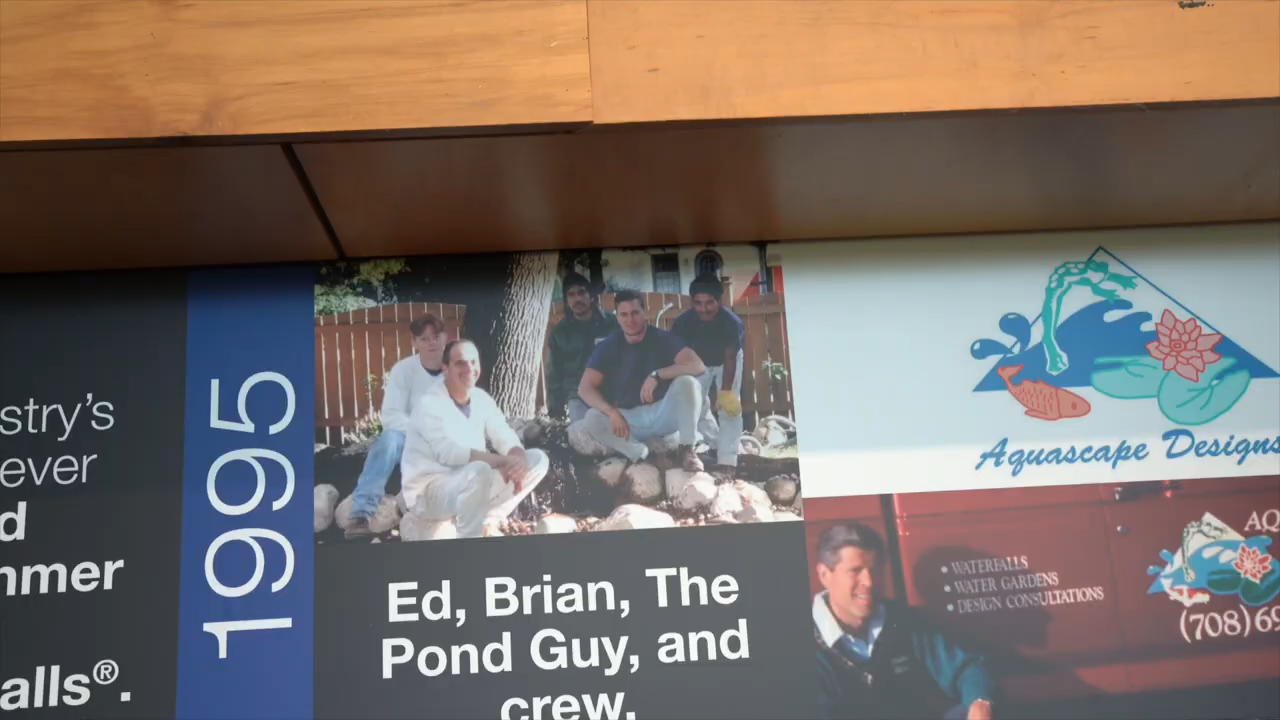 stry's
ever
d
nmer
alls®.
1995
Ed, Brian, The
Pond Guy, and
crew.
Aquascape Designs
• WATERFALLS
• WATER GARDENS
• DESIGN CONSULTATIONS
AQ
(708)69